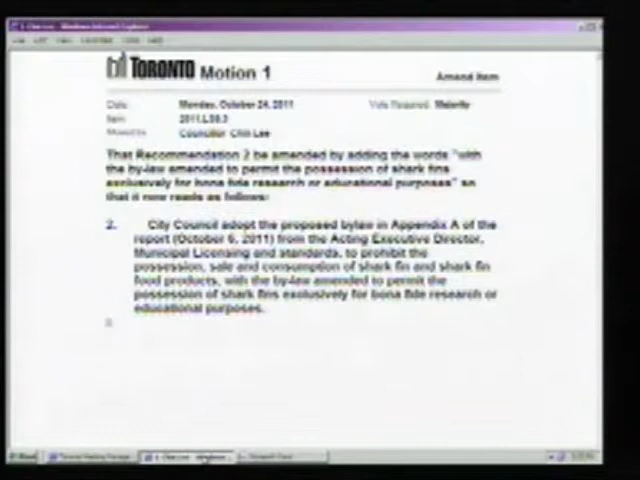 TORONTO Motion 1
Amend Item
Date: Monday, October 24, 2011 Vote Required: Majority
Item: 2011.LS8.3
Moved by: Councillor Chin Lee
That Recommendation 2 be amended by adding the words "with
the by-law amended to permit the possession of shark fins
exclusively for bona fide research or educational purposes" so
that it now reads as follows:
2. City Council adopt the proposed bylaw in Appendix A of the
report (October 6, 2011) from the Acting Executive Director,
Municipal Licensing and standards, to prohibit the
possession, sale and consumption of shark fin and shark fin
food products, with the by-law amended to permit the
possession of shark fins exclusively for bona fide research or
educational purposes.